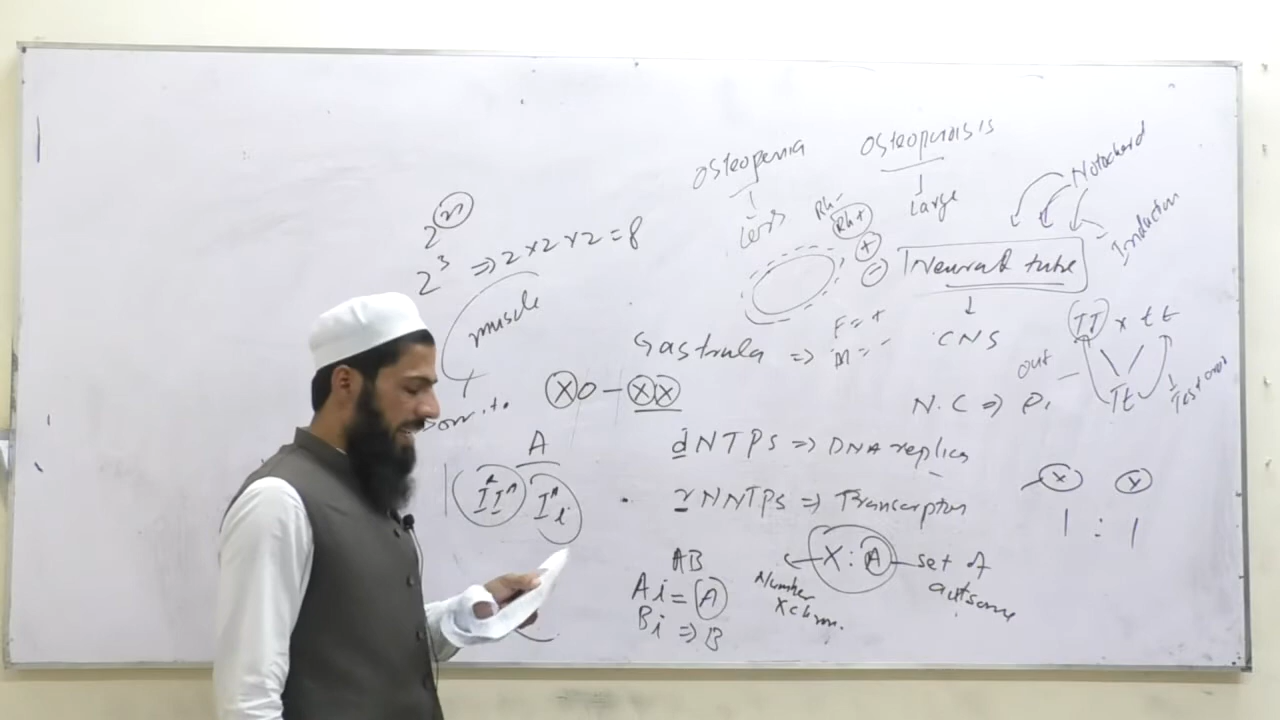 Osteopenia
less
Osteoporosis
Large
Notochord
Induction
Rh-
Rh+
+
-
Neural tube
CNS
2^n
2^3 => 2×2×2=8
muscle
Gastrula =>
F = +
M = -
TT × tt
Tt
Test cross
out
N.C => P1
XO - XX
A
dNTPS => DNA replica
rNNTPS => Transcription
X Y
1 : 1
X : A
set of
autosome
Number
X chrom.
AB
Ai = A
Bi => B